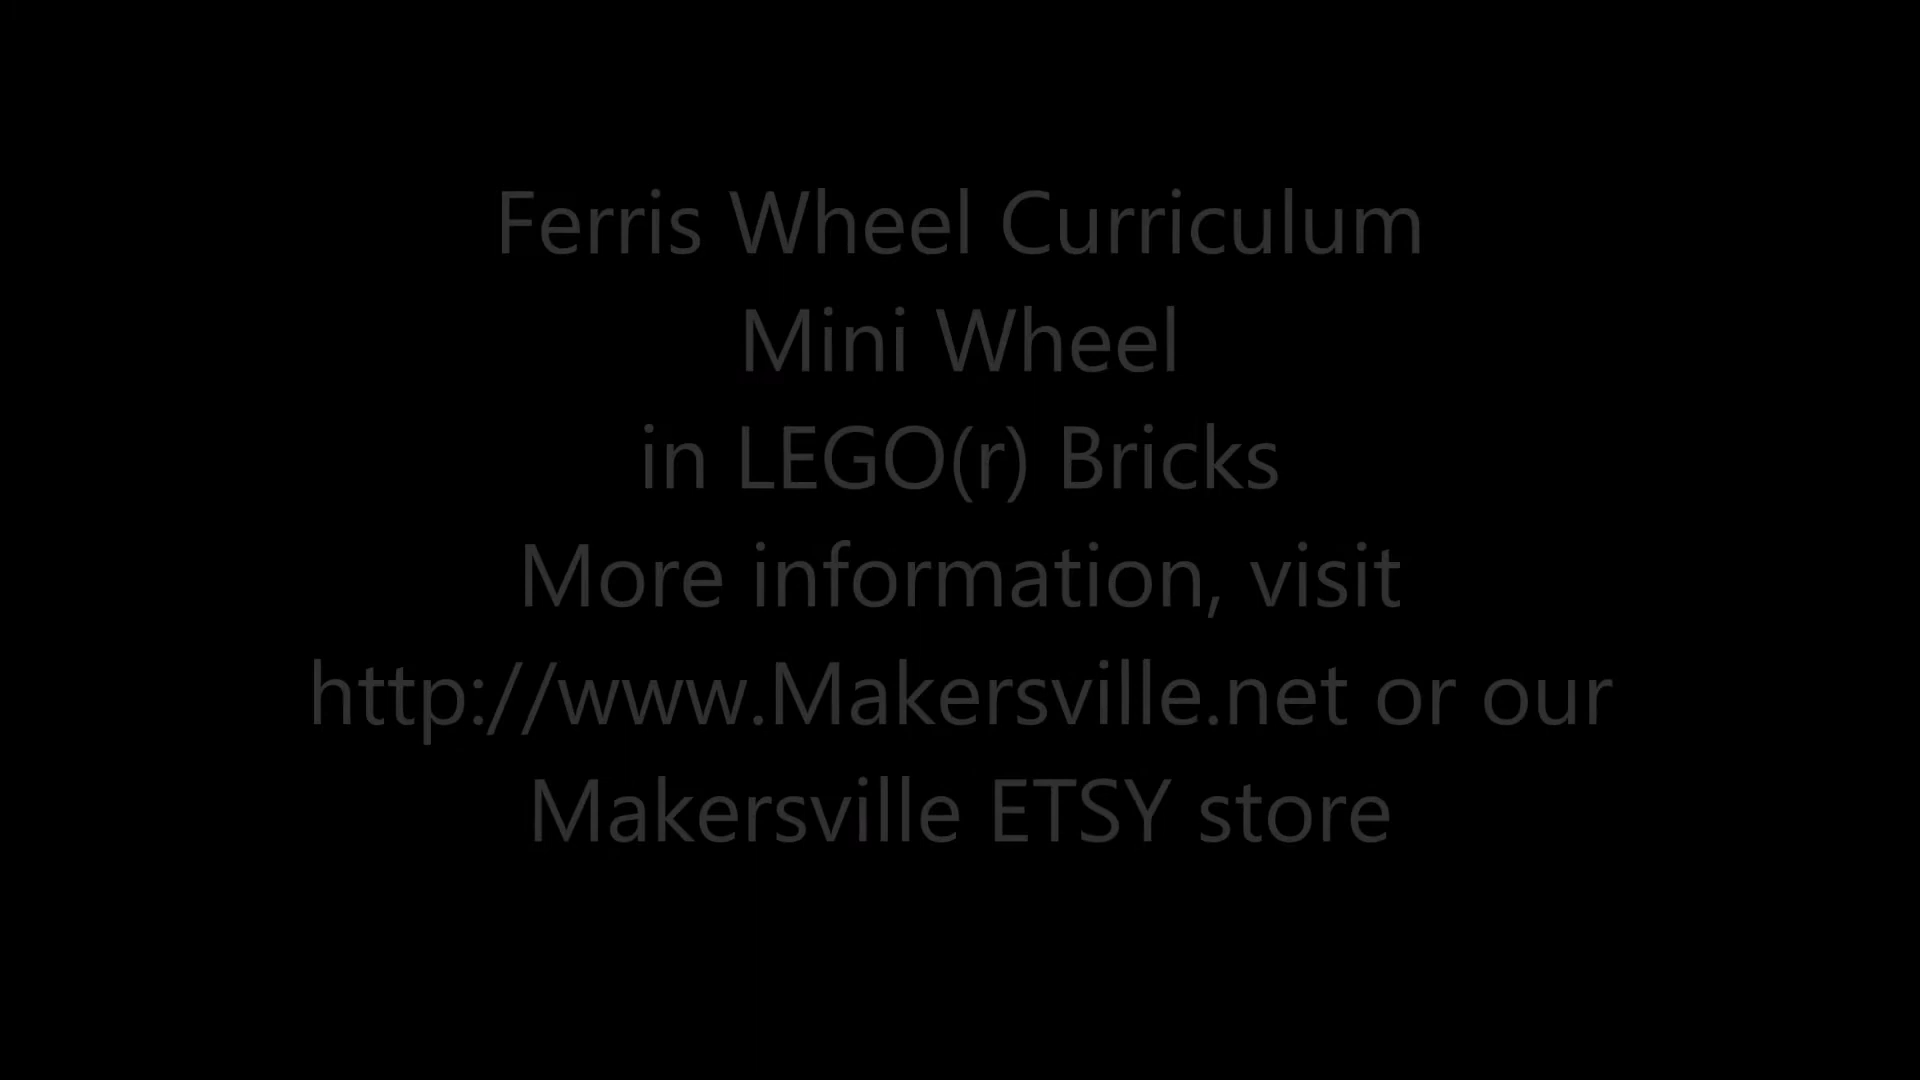 Ferris Wheel Curriculum
Mini Wheel
in LEGO(r) Bricks
More information, visit
http://www.Makersville.net or our
Makersville ETSY store